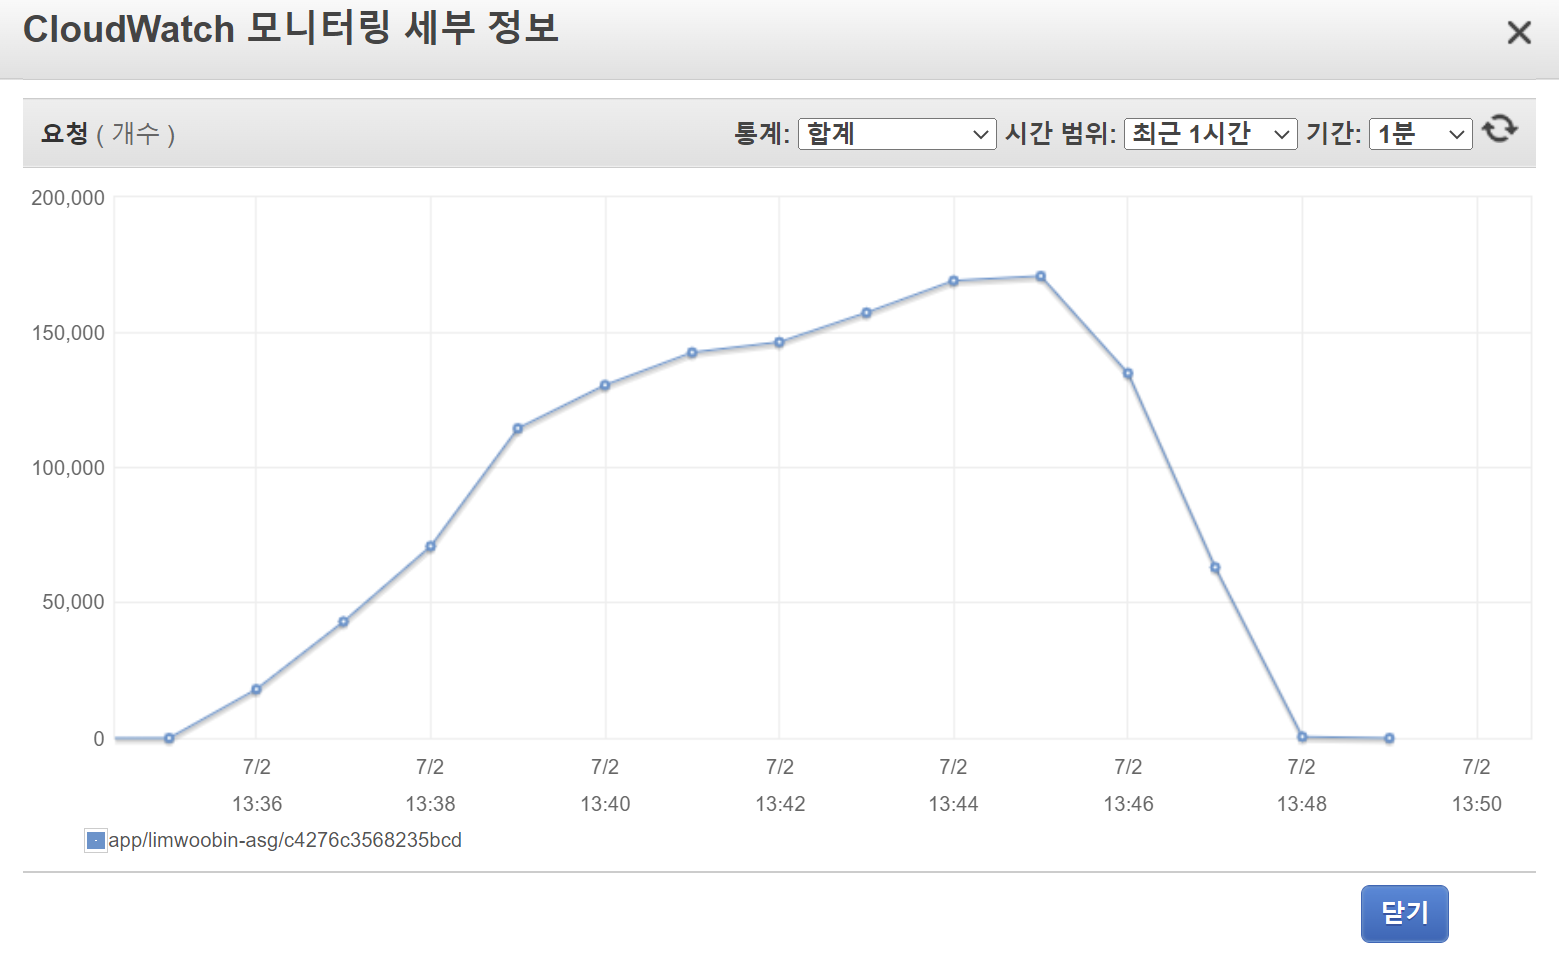 CloudWatch 모니터링 세부 정보
요청 ( 개수 ) 통계: 합계 시간 범위: 최근 1시간 기간: 1분
200,000
150,000
100,000
50,000
0
7/2 7/2 7/2 7/2 7/2 7/2 7/2 7/2
13:36 13:38 13:40 13:42 13:44 13:46 13:48 13:50
app/limwoobin-asg/c4276c3568235bcd
닫기